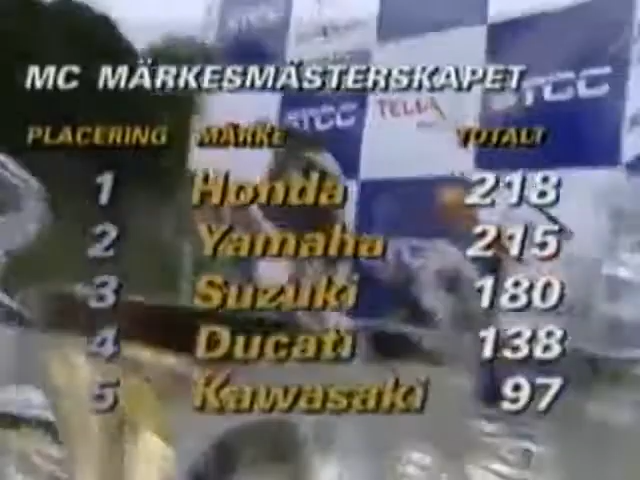 MC MÄRKESMÄSTERSKAPET
PLACERING MÄRKE TOTALT
1 Honda 218
2 Yamaha 215
3 Suzuki 180
4 Ducati 138
5 Kawasaki 97
STCC
TELIA
STCC
STCC